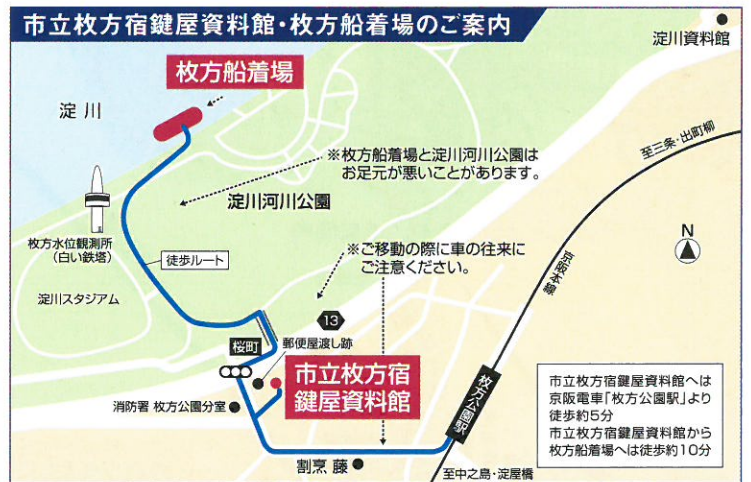 市立枚方宿鍵屋資料館・枚方船着場のご案内
淀川資料館
枚方船着場
淀川
至三条・出町柳
※枚方船着場と淀川河川公園は
お足元が悪いことがあります。
淀川河川公園
N
枚方水位観測所
(白い鉄塔)
※ご移動の際に車の往来に
ご注意ください。
徒歩ルート
京阪本線
淀川スタジアム
13
桜町
郵便屋渡し跡
市立枚方宿
鍵屋資料館
枚方公園駅
消防署 枚方公園分室
市立枚方宿鍵屋資料館へは
京阪電車「枚方公園駅」より
徒歩約5分
市立枚方宿鍵屋資料館から
枚方船着場へは徒歩約10分
割烹 藤
至中之島・淀屋橋